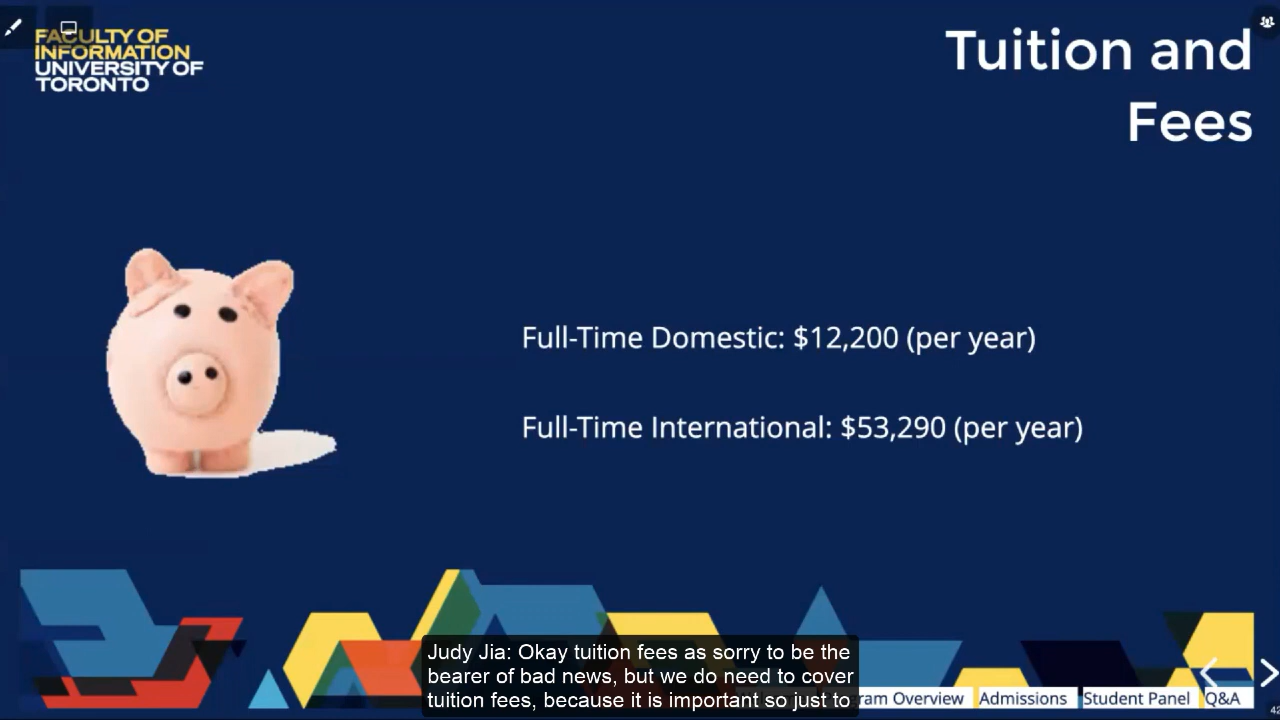 FACULTY OF
INFORMATION
UNIVERSITY OF
TORONTO
Tuition and
Fees
Full-Time Domestic: $12,200 (per year)
Full-Time International: $53,290 (per year)
Judy Jia: Okay tuition fees as sorry to be the
bearer of bad news, but we do need to cover
tuition fees, because it is important so just to
Overview Admissions Student Panel Q&A
42